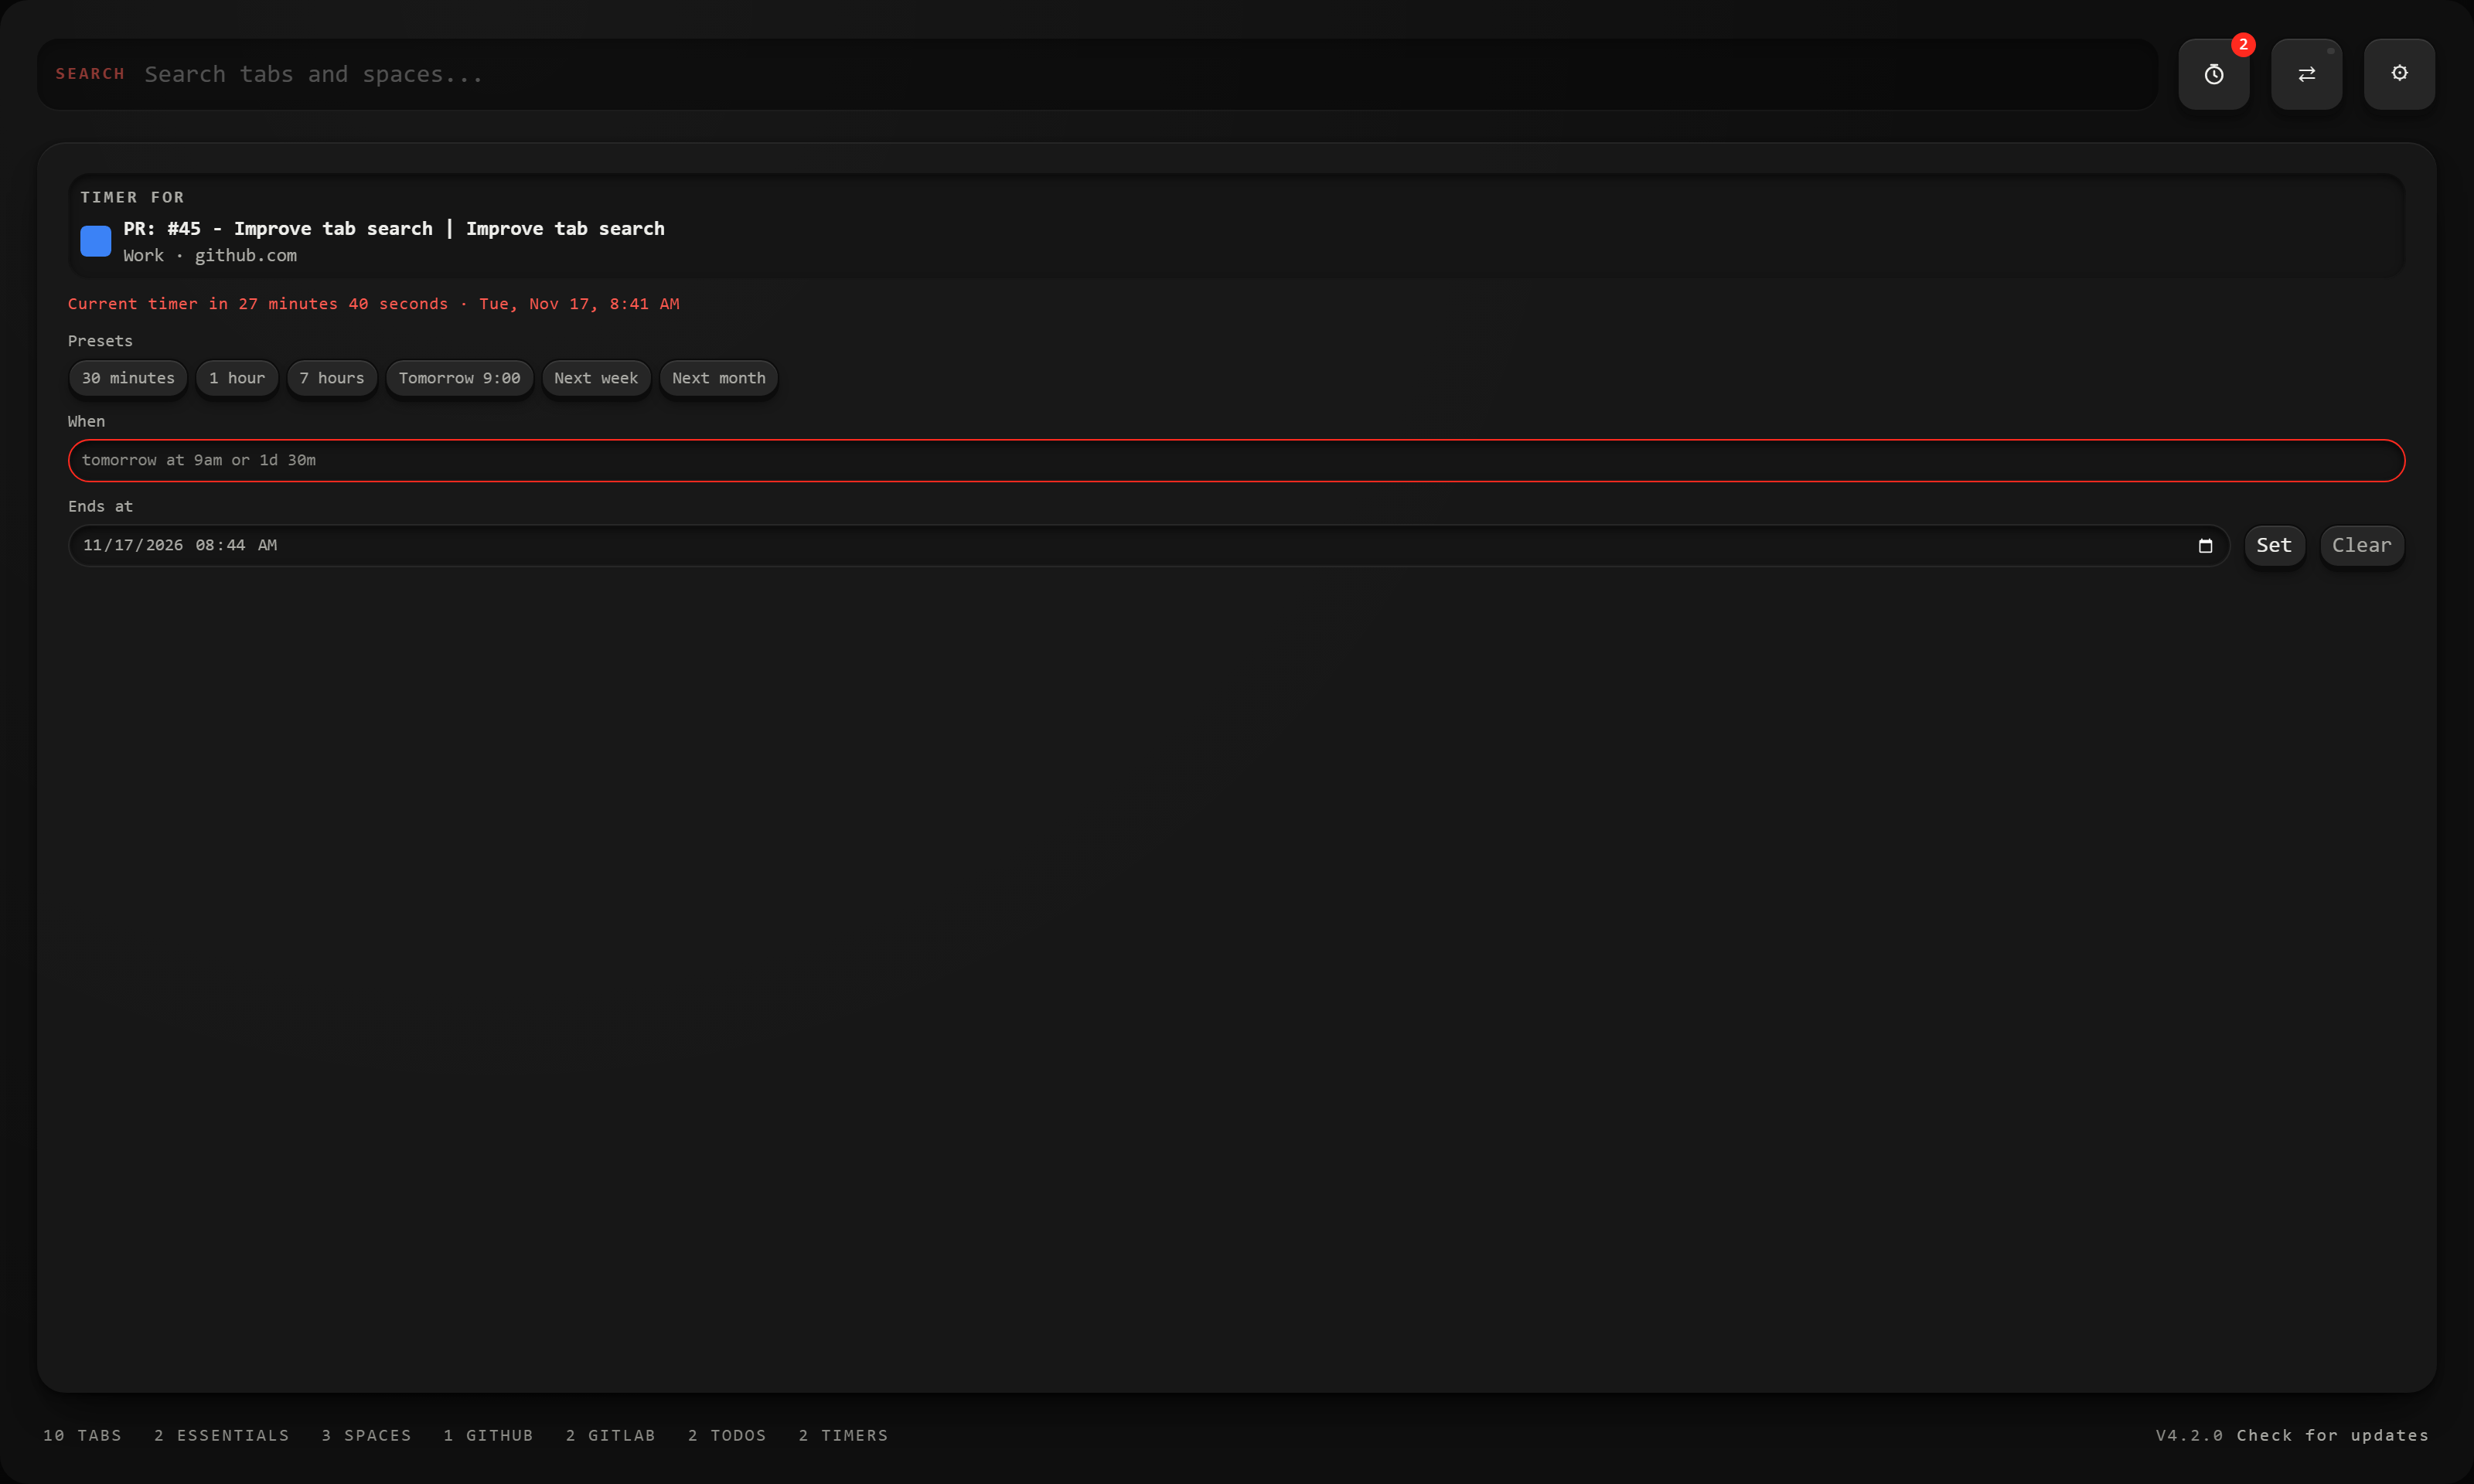 SEARCH Search tabs and spaces...
2
TIMER FOR
PR: #45 - Improve tab search | Improve tab search
Work · github.com
Current timer in 27 minutes 40 seconds · Tue, Nov 17, 8:41 AM
Presets
30 minutes 1 hour 7 hours Tomorrow 9:00 Next week Next month
When
tomorrow at 9am or 1d 30m
Ends at
11/17/2026 08:44 AM Set Clear
10 TABS 2 ESSENTIALS 3 SPACES 1 GITHUB 2 GITLAB 2 TODOS 2 TIMERS V4.2.0 Check for updates